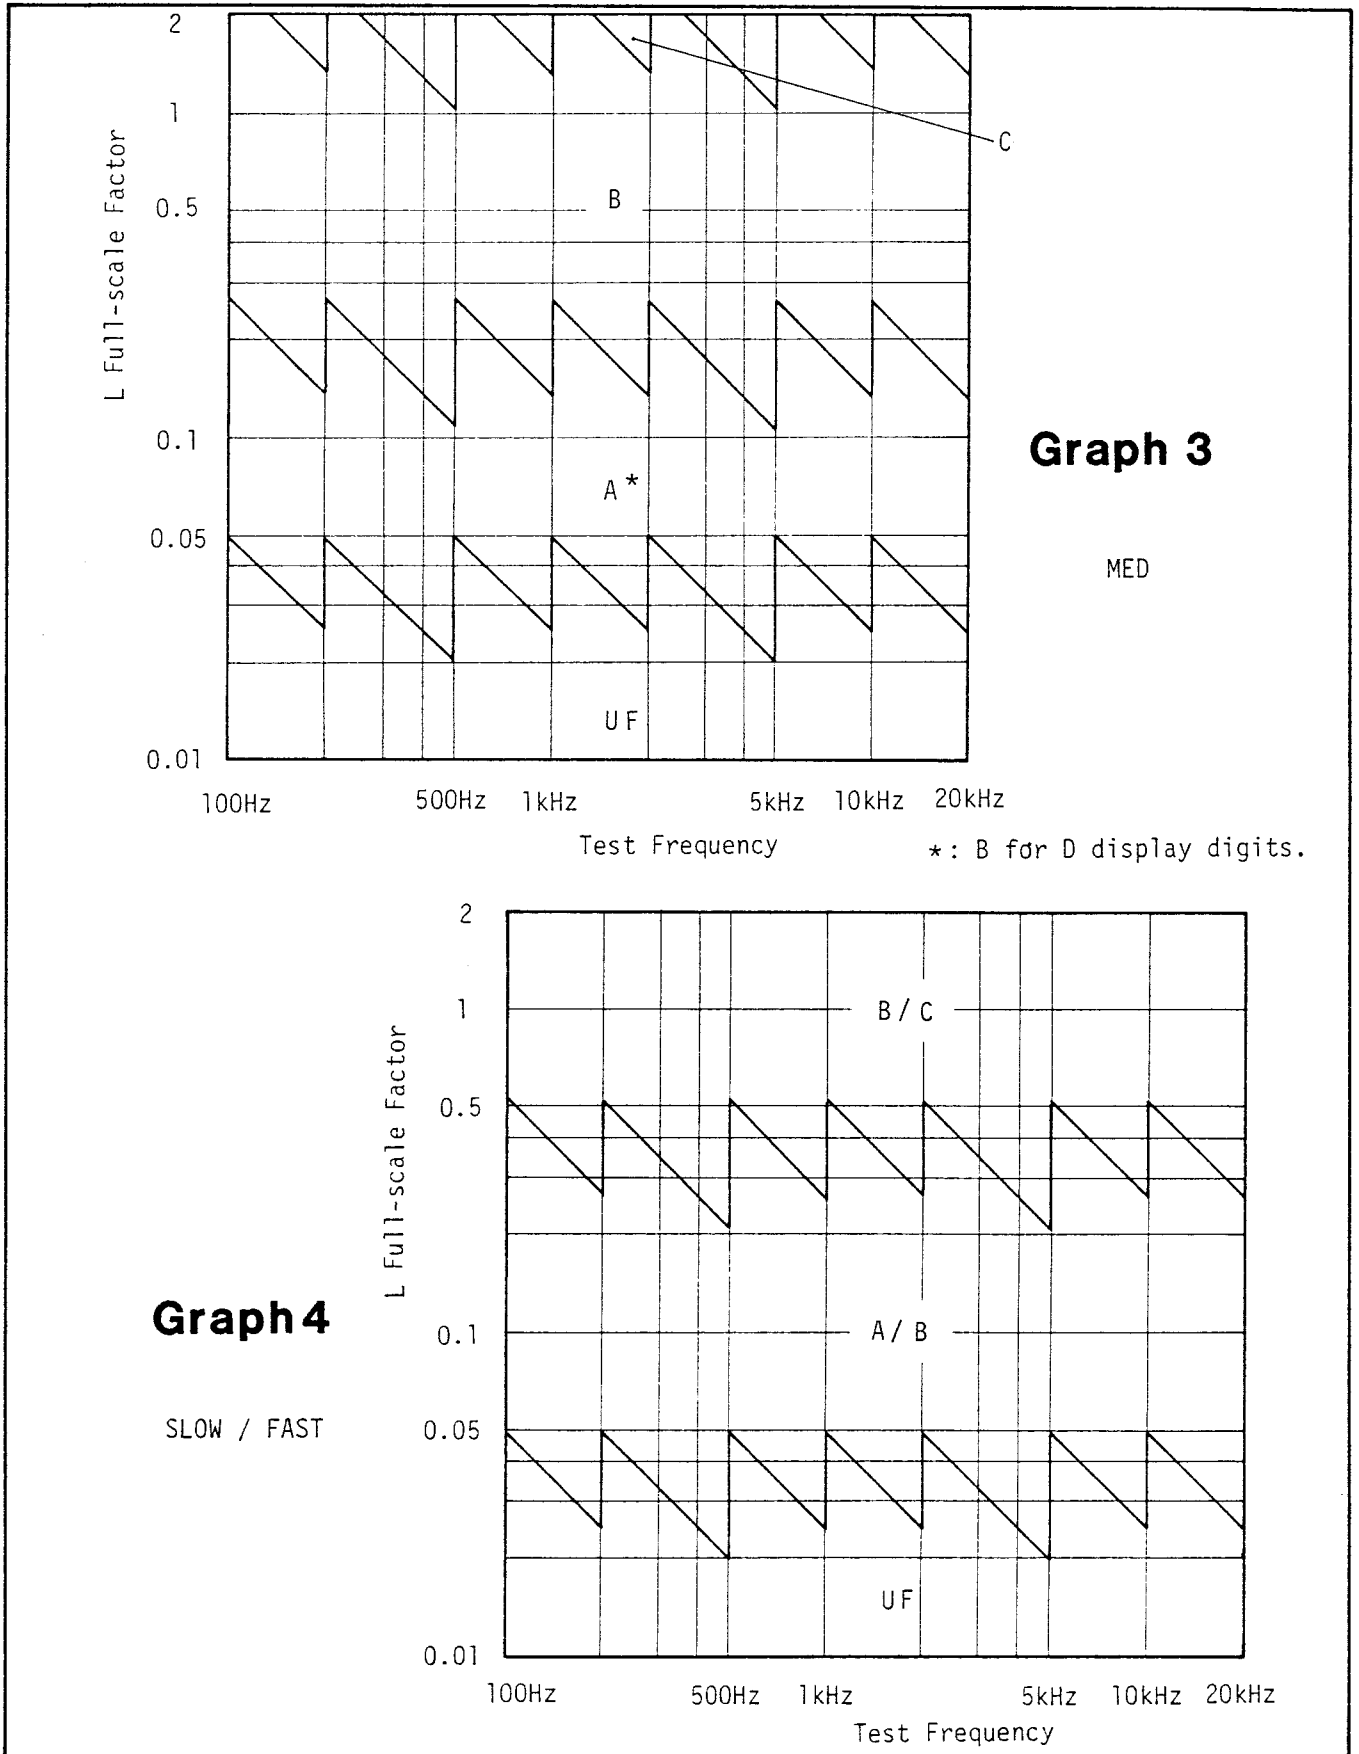 2
1
C
L Full-scale Factor
B
0.5
0.1
Graph 3
A*
0.05
MED
UF
0.01
100Hz 500Hz 1kHz 5kHz 10kHz 20kHz
Test Frequency
*: B for D display digits.
2
1
B/C
L Full-scale Factor
0.5
Graph 4
0.1
A/B
SLOW / FAST
0.05
UF
0.01
100Hz 500Hz 1kHz 5kHz 10kHz 20kHz
Test Frequency